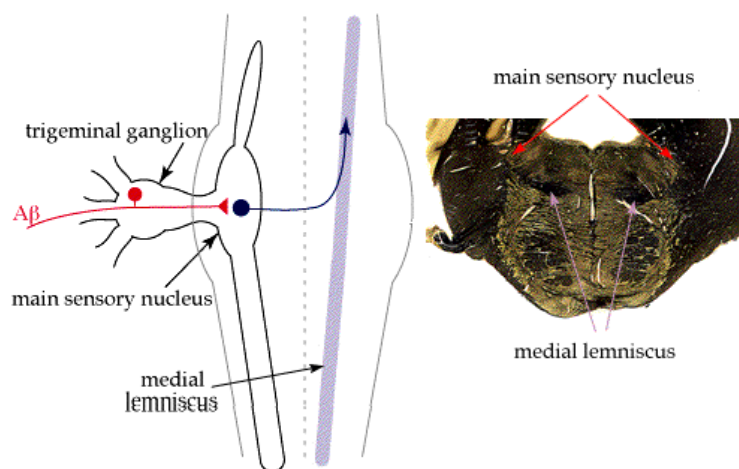 main sensory nucleus
trigeminal ganglion
Aβ
main sensory nucleus
medial
lemniscus
medial lemniscus